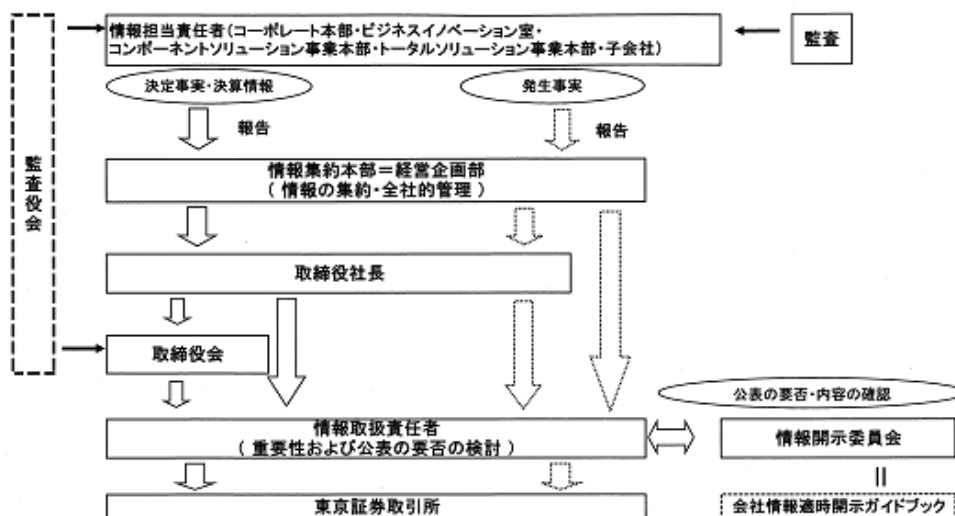 情報担当責任者(コーポレート本部・ビジネスイノベーション室・
コンポーネントソリューション事業本部・トータルソリューション事業本部・子会社)
監査
決定事実・決算情報
発生事実
報告
報告
監査役会
情報集約本部=経営企画部
( 情報の集約・全社的管理 )
取締役社長
取締役会
公表の要否・内容の確認
情報取扱責任者
( 重要性および公表の要否の検討 )
情報開示委員会
東京証券取引所
会社情報適時開示ガイドブック